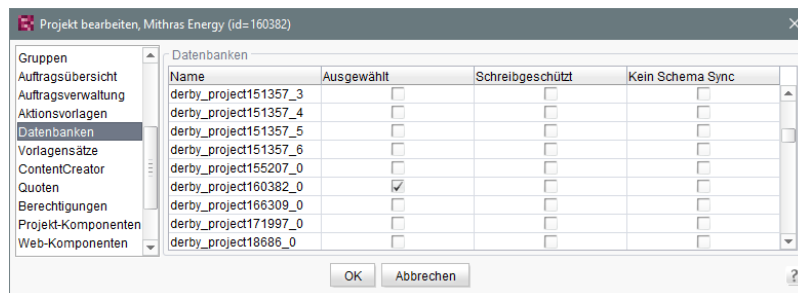 Projekt bearbeiten, Mithras Energy (id=160382)
Gruppen
Auftragsübersicht
Auftragsverwaltung
Aktionsvorlagen
Datenbanken
Vorlagensätze
ContentCreator
Quoten
Berechtigungen
Projekt-Komponenten
Web-Komponenten
Datenbanken
Name Ausgewählt Schreibgeschützt Kein Schema Sync
derby_project151357_3
derby_project151357_4
derby_project151357_5
derby_project151357_6
derby_project155207_0
derby_project160382_0
derby_project166309_0
derby_project171997_0
derby_project18686_0
OK Abbrechen ?